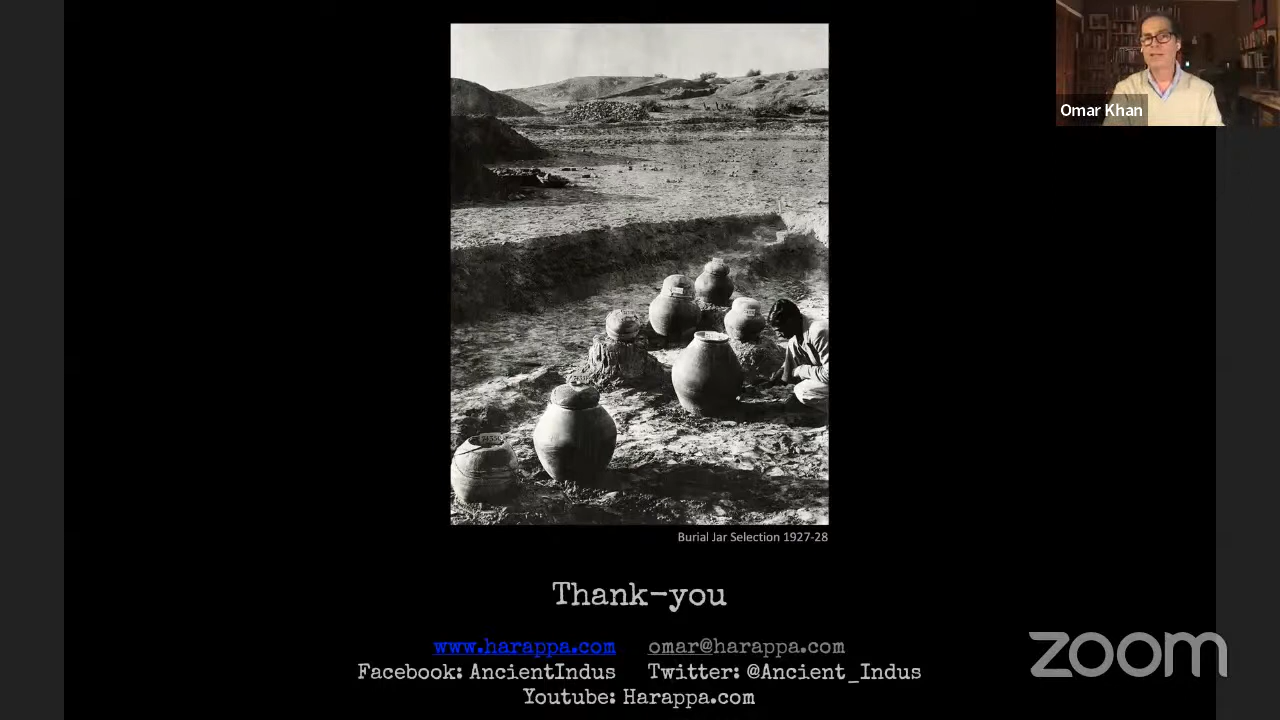 Omar Khan
Burial Jar Selection 1927-28
Thank-you
www.harappa.com omar@harappa.com
Facebook: AncientIndus Twitter: @Ancient_Indus
Youtube: Harappa.com
zoom